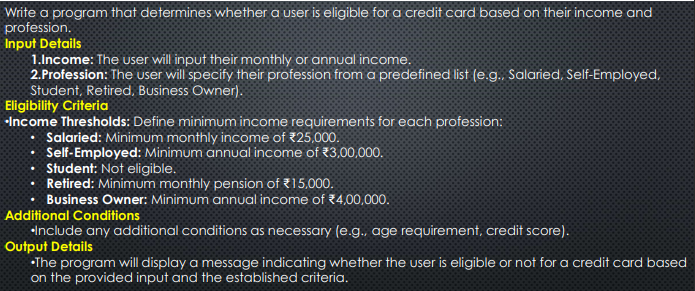 Write a program that determines whether a user is eligible for a credit card based on their income and
profession.
Input Details
1.Income: The user will input their monthly or annual income.
2.Profession: The user will specify their profession from a predefined list (e.g., Salaried, Self-Employed,
Student, Retired, Business Owner).
Eligibility Criteria
•Income Thresholds: Define minimum income requirements for each profession:
• Salaried: Minimum monthly income of ₹25,000.
• Self-Employed: Minimum annual income of ₹3,00,000.
• Student: Not eligible.
• Retired: Minimum monthly pension of ₹15,000.
• Business Owner: Minimum annual income of ₹4,00,000.
Additional Conditions
•Include any additional conditions as necessary (e.g., age requirement, credit score).
Output Details
•The program will display a message indicating whether the user is eligible or not for a credit card based
on the provided input and the established criteria.